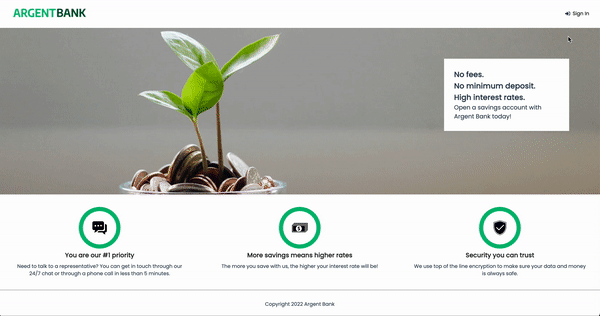 ARGENTBANK
Sign In
No fees.
No minimum deposit.
High interest rates.
Open a savings account with
Argent Bank today!
You are our #1 priority
Need to talk to a representative? You can get in touch through our
24/7 chat or through a phone call in less than 5 minutes.
More savings means higher rates
The more you save with us, the higher your interest rate will be!
Security you can trust
We use top of the line encryption to make sure your data and money
is always safe.
Copyright 2022 Argent Bank